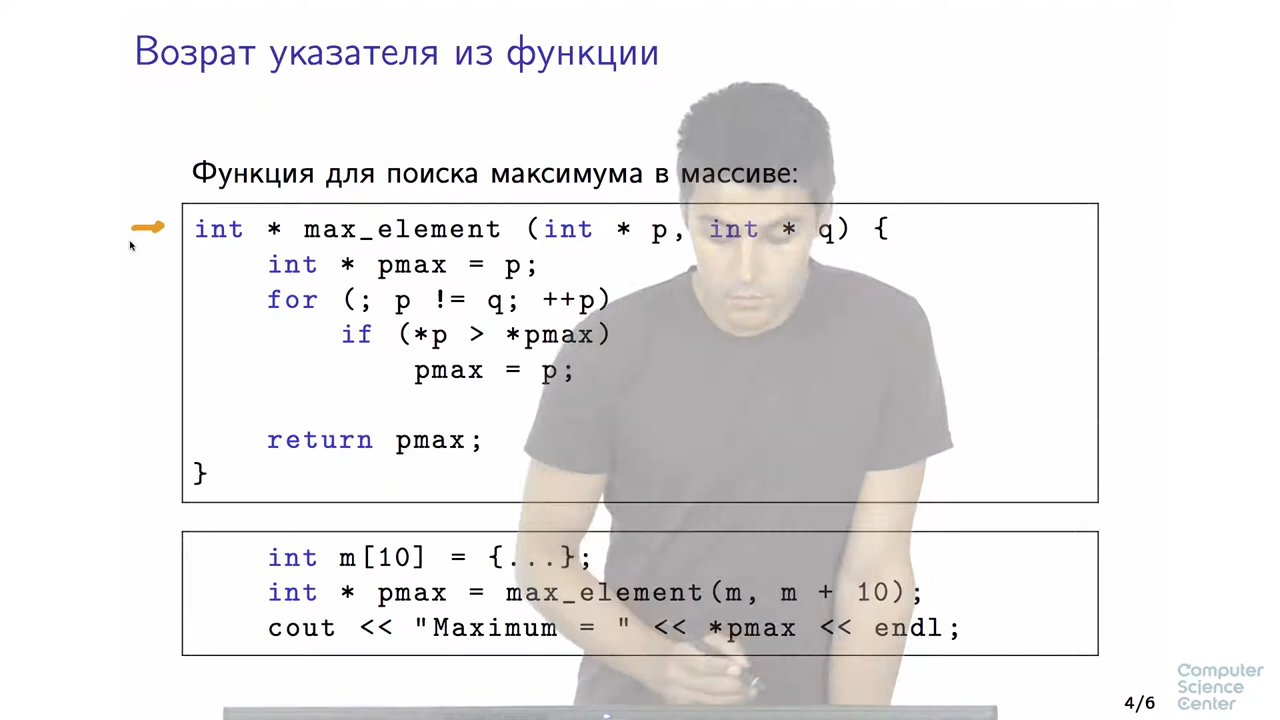 Возрат указателя из функции
Функция для поиска максимума в массиве:
int * max_element (int * p, int * q) {
    int * pmax = p;
    for (; p != q; ++p)
        if (*p > *pmax)
            pmax = p;
    return pmax;
}
    int m[10] = {...};
    int * pmax = max_element(m, m + 10);
    cout << "Maximum = " << *pmax << endl;
4/6
Computer
Science
Center